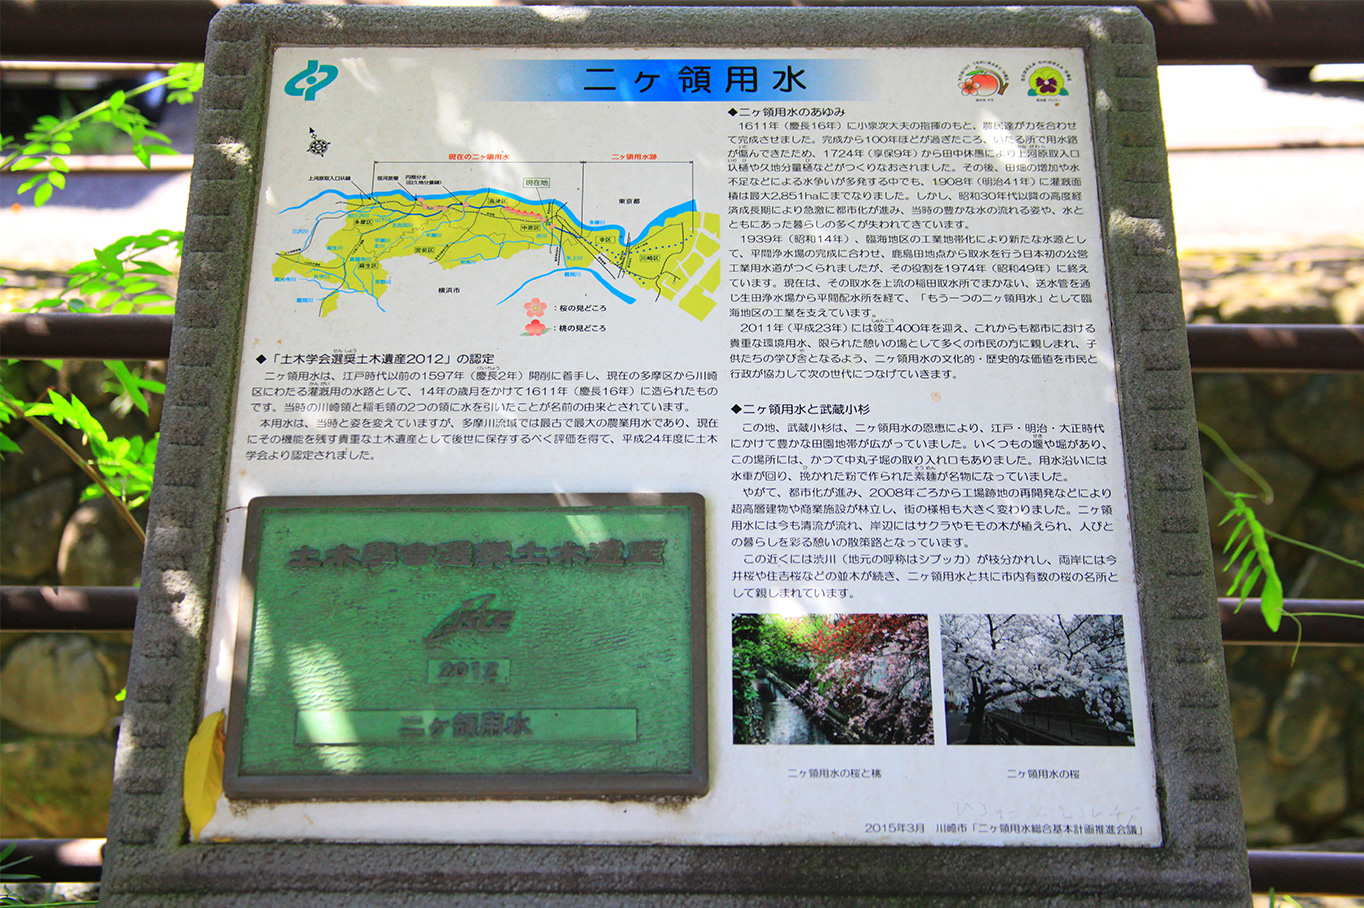 二ヶ領用水
現在の二ヶ領用水
二ヶ領用水跡
上河原取入口
宿河原堰
円筒分水
(旧久地分量樋)
現在地
東京都
多摩区
高津区
中原区
宮前区
麻生区
幸区
川崎区
多摩川
鶴見川
横浜市
：桜の見どころ
：桃の見どころ
◆「土木学会選奨土木遺産2012」の認定
二ヶ領用水は、江戸時代以前の1597年（慶長2年）開削に着手し、現在の多摩区から川崎
区にわたる灌漑用の水路として、14年の歳月をかけて1611年（慶長16年）に造られたもの
です。当時の川崎領と稲毛領の2つの領に水を引いたことが名前の由来とされています。
本用水は、当時と姿を変えていますが、多摩川流域では最古で最大の農業用水であり、現在
にその機能を残す貴重な土木遺産として後世に保存するべく評価を得て、平成24年度に土木
学会より認定されました。
土木学会選奨土木遺産
JSCE
2012
二ヶ領用水
◆二ヶ領用水のあゆみ
1611年（慶長16年）に小泉次大夫の指揮のもと、農民達が力を合わせ
て完成させました。完成から100年ほどが過ぎたころ、いたる所で用水路
が傷んできたため、1724年（享保9年）から田中休愚により上河原取入口
圦樋や久地分量樋などがつくりなおされました。その後、田畑の増加や水
不足などによる水争いが多発する中でも、1908年（明治41年）に灌漑面
積は最大2,851haにまでなりました。しかし、昭和30年代以降の高度経
済成長期により急激に都市化が進み、当時の豊かな水の流れる姿や、水と
ともにあった暮らしの多くが失われてきています。
1939年（昭和14年）、臨海地区の工業地帯化により新たな水源とし
て、平間浄水場の完成に合わせ、鹿島田地点から取水を行う日本初の公営
工業用水道がつくられましたが、その役割を1974年（昭和49年）に終え
ています。現在は、その取水を上流の稲田取水所でまかない、送水管を通
じ生田浄水場から平間配水所を経て、「もう一つの二ヶ領用水」として臨
海地区の工業を支えています。
2011年（平成23年）には竣工400年を迎え、これからも都市における
貴重な環境用水、限られた憩いの場として多くの市民の方に親しまれ、子
供たちの学び舎となるよう、二ヶ領用水の文化的・歴史的な価値を市民と
行政が協力して次の世代につなげていきます。
◆二ヶ領用水と武蔵小杉
この地、武蔵小杉は、二ヶ領用水の恩恵により、江戸・明治・大正時代
にかけて豊かな田園地帯が広がっていました。いくつもの堰や堀があり、
この場所には、かつて中丸子堀の取り入れ口もありました。用水沿いには
水車が回り、挽かれた粉で作られた素麺が名物になっていました。
やがて、都市化が進み、2008年ごろから工場跡地の再開発などにより
超高層建物や商業施設が林立し、街の様相も大きく変わりました。二ヶ領
用水には今も清流が流れ、岸辺にはサクラやモモの木が植えられ、人びと
の暮らしを彩る憩いの散策路となっています。
この近くには渋川（地元の呼称はシブッカ）が枝分かれし、両岸には今
井桜や住吉桜などの並木が続き、二ヶ領用水と共に市内有数の桜の名所と
して親しまれています。
二ヶ領用水の桜と桃
二ヶ領用水の桜
2015年3月　川崎市「二ヶ領用水総合基本計画推進会議」